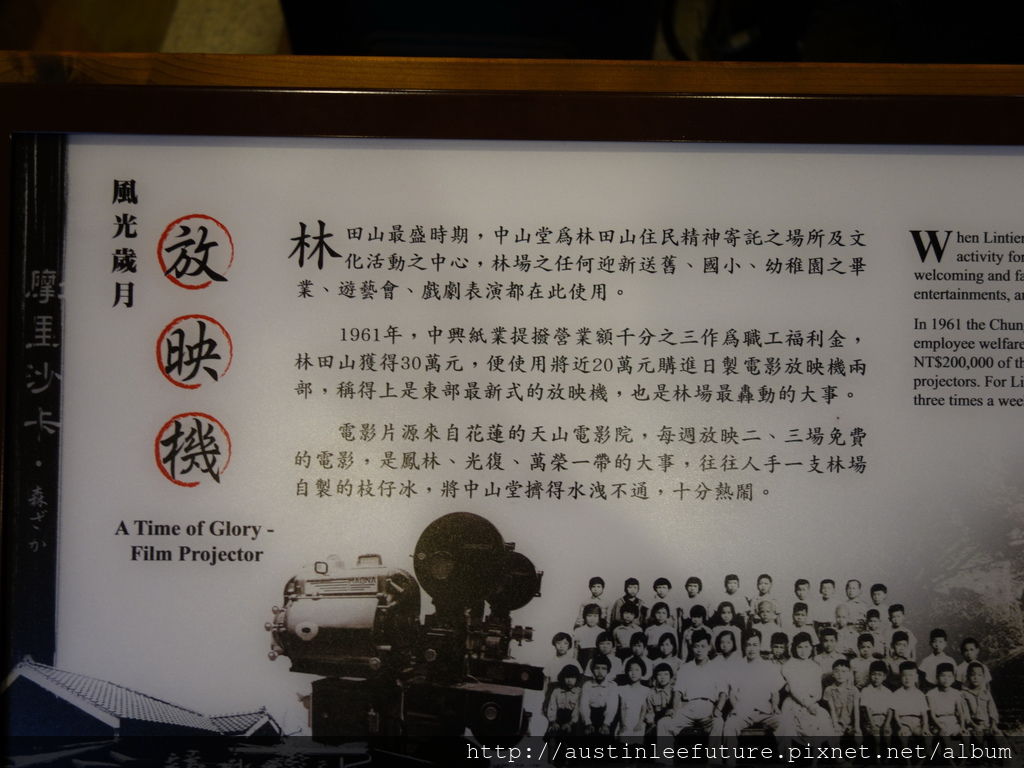 風光歲月
放映機
A Time of Glory -
Film Projector
林田山最盛時期，中山堂爲林田山住民精神寄託之場所及文
化活動之中心，林場之任何迎新送舊、國小、幼稚園之畢
業、遊藝會、戲劇表演都在此使用。
1961年，中興紙業提撥營業額千分之三作爲職工福利金，
林田山獲得30萬元，便使用將近20萬元購進日製電影放映機兩
部，稱得上是東部最新式的放映機，也是林場最轟動的大事。
電影片源來自花蓮的天山電影院，每週放映二、三場免費
的電影，是鳳林、光復、萬榮一帶的大事，往往人手一支林場
自製的枝仔冰，將中山堂擠得水洩不通，十分熱鬧。
When Lintien
activity for
welcoming and fa
entertainments, a
In 1961 the Chun
employee welfare
NT$200,000 of th
projectors. For Li
three times a wee
摩里沙卡・森ざか
MAGNA
http://austinleefuture.pixnet.net/album